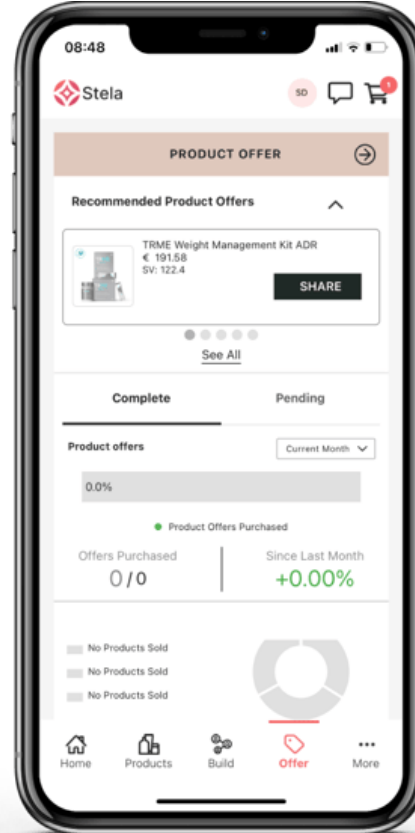 08:48
Stela
SD
1
PRODUCT OFFER
Recommended Product Offers
TRME Weight Management Kit ADR
€ 191.58
SV: 122.4
SHARE
See All
Complete
Pending
Product offers
Current Month
0.0%
Product Offers Purchased
Offers Purchased
0/0
Since Last Month
+0.00%
No Products Sold
No Products Sold
No Products Sold
Home
Products
Build
Offer
More